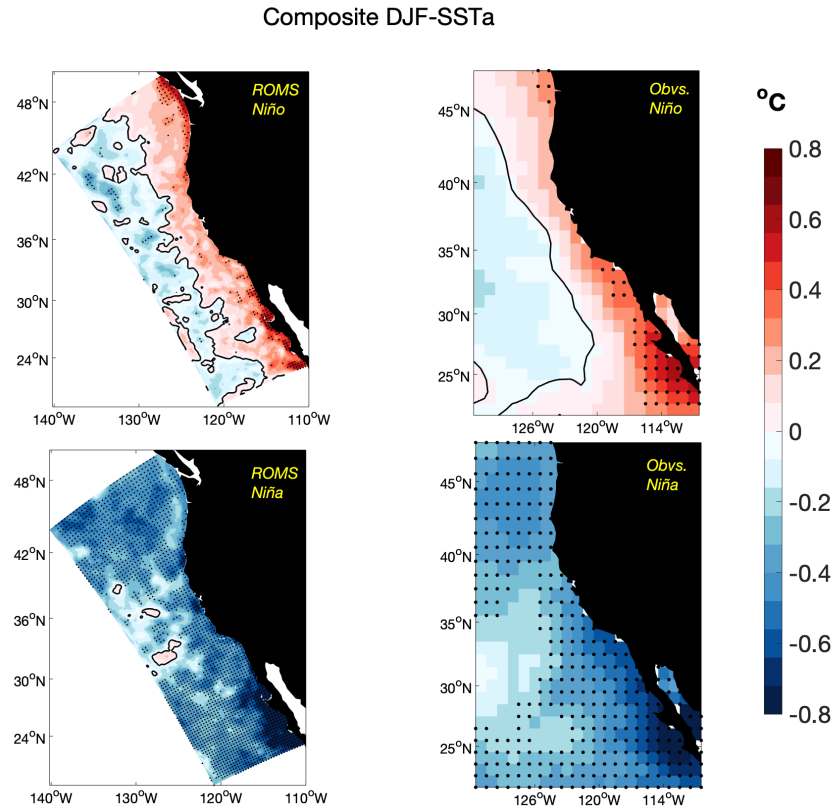 Composite DJF-SSTa
ROMS
Niño
48°N
42°N
36°N
30°N
24°N
140°W
130°W
120°W
110°W
Obvs.
Niño
45°N
40°N
35°N
30°N
25°N
126°W
120°W
114°W
°C
0.8
0.6
0.4
0.2
0
-0.2
-0.4
-0.6
-0.8
ROMS
Niña
48°N
42°N
36°N
30°N
24°N
140°W
130°W
120°W
110°W
Obvs.
Niña
45°N
40°N
35°N
30°N
25°N
126°W
120°W
114°W